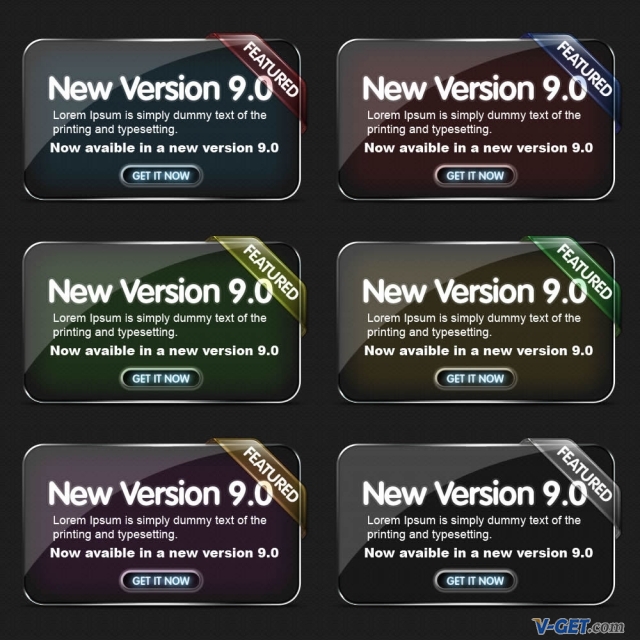 FEATURED
New Version 9.0
Lorem Ipsum is simply dummy text of the
printing and typesetting.
Now avaible in a new version 9.0
GET IT NOW
FEATURED
New Version 9.0
Lorem Ipsum is simply dummy text of the
printing and typesetting.
Now avaible in a new version 9.0
GET IT NOW
FEATURED
New Version 9.0
Lorem Ipsum is simply dummy text of the
printing and typesetting.
Now avaible in a new version 9.0
GET IT NOW
FEATURED
New Version 9.0
Lorem Ipsum is simply dummy text of the
printing and typesetting.
Now avaible in a new version 9.0
GET IT NOW
FEATURED
New Version 9.0
Lorem Ipsum is simply dummy text of the
printing and typesetting.
Now avaible in a new version 9.0
GET IT NOW
FEATURED
New Version 9.0
Lorem Ipsum is simply dummy text of the
printing and typesetting.
Now avaible in a new version 9.0
GET IT NOW
V-GET.com